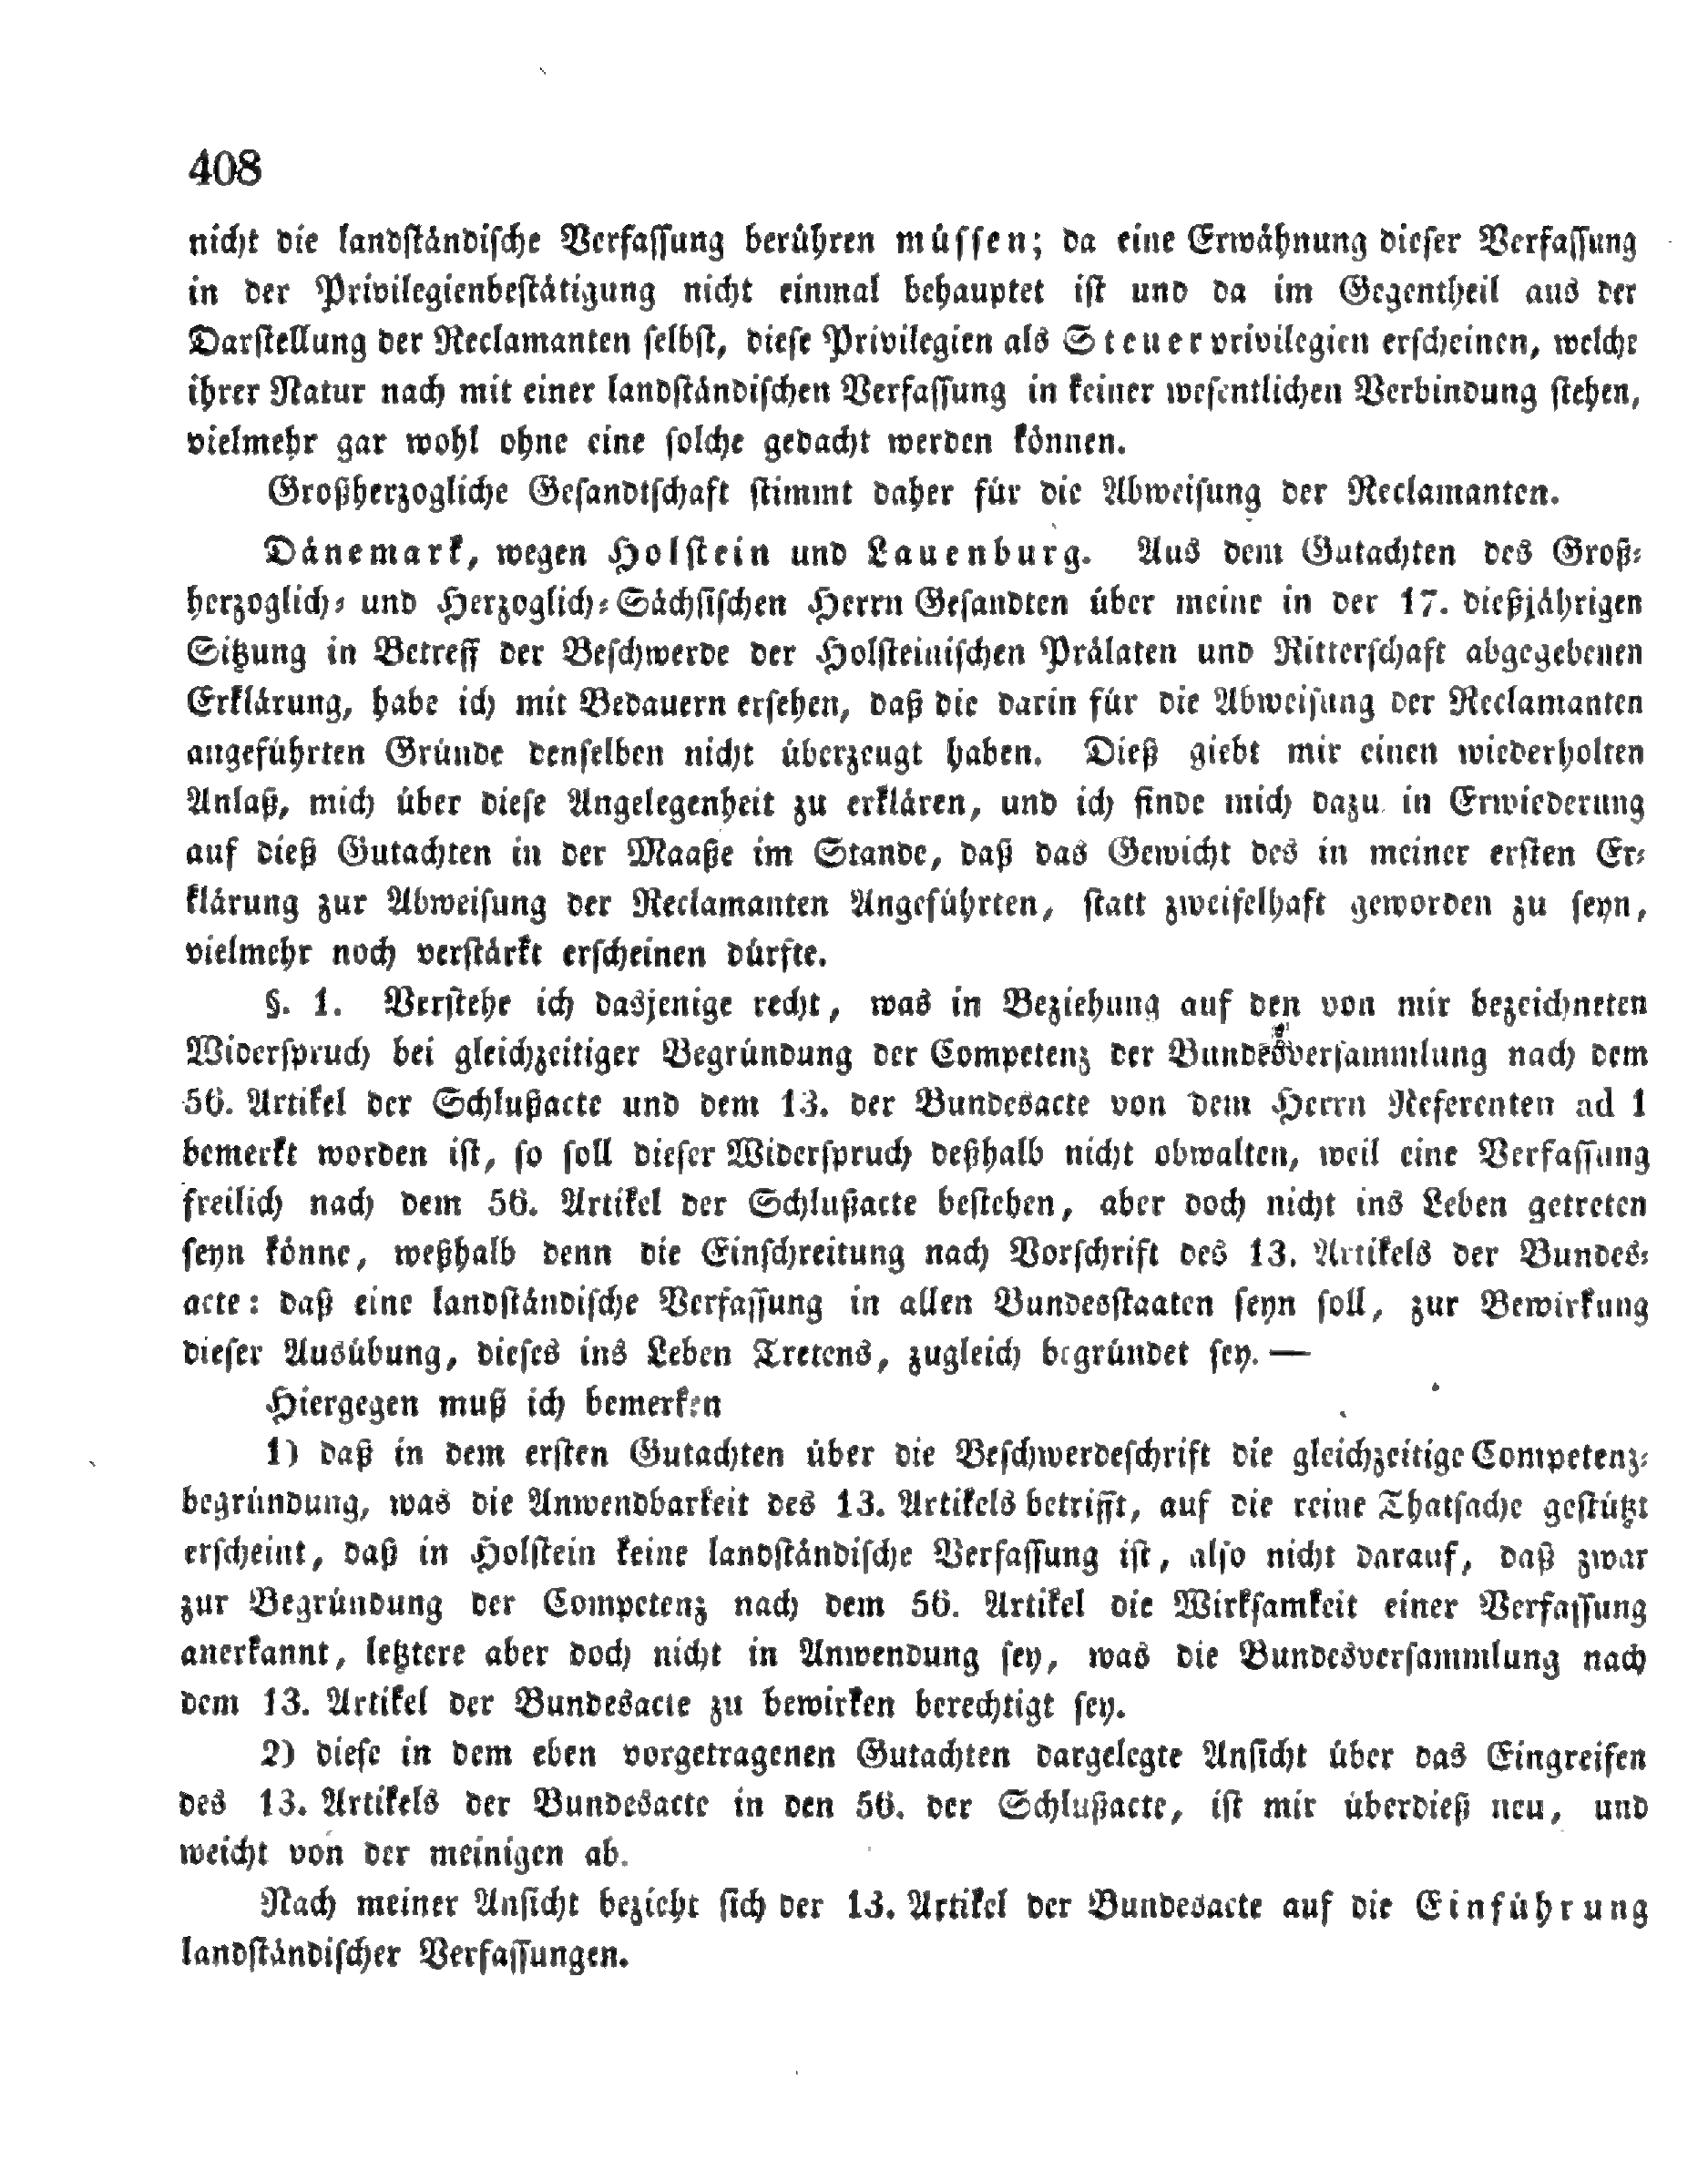 408
nicht die landständische Verfassung berühren müssen; da eine Erwähnung dieser Verfassung
in der Privilegienbestätigung nicht einmal behauptet ist und da im Gegentheil aus der
Darstellung der Reclamanten selbst, diese Privilegien als Steuerprivilegien erscheinen, welche
ihrer Natur nach mit einer landständischen Verfassung in keiner wesentlichen Verbindung stehen,
vielmehr gar wohl ohne eine solche gedacht werden können.
Großherzogliche Gesandtschaft stimmt daher für die Abweisung der Reclamanten.
Dänemark, wegen Holstein und Lauenburg. Aus dem Gutachten des Groß-
herzoglich- und Herzoglich-Sächsischen Herrn Gesandten über meine in der 17. dießjährigen
Sitzung in Betreff der Beschwerde der Holsteinischen Prälaten und Ritterschaft abgegebenen
Erklärung, habe ich mit Bedauern ersehen, daß die darin für die Abweisung der Reclamanten
angeführten Gründe denselben nicht überzeugt haben. Dieß giebt mir einen wiederholten
Anlaß, mich über diese Angelegenheit zu erklären, und ich finde mich dazu in Erwiederung
auf dieß Gutachten in der Maaße im Stande, daß das Gewicht des in meiner ersten Er-
klärung zur Abweisung der Reclamanten Angeführten, statt zweifelhaft geworden zu seyn,
vielmehr noch verstärkt erscheinen dürfte.
§. 1. Verstehe ich dasjenige recht, was in Beziehung auf den von mir bezeichneten
Widerspruch bei gleichzeitiger Begründung der Competenz der Bundesversammlung nach dem
56. Artikel der Schlußacte und dem 13. der Bundesacte von dem Herrn Referenten ad 1
bemerkt worden ist, so soll dieser Widerspruch deßhalb nicht obwalten, weil eine Verfassung
freilich nach dem 56. Artikel der Schlußacte bestehen, aber doch nicht ins Leben getreten
seyn könne, weßhalb denn die Einschreitung nach Vorschrift des 13. Artikels der Bundes-
acte: daß eine landständische Verfassung in allen Bundesstaaten seyn soll, zur Bewirkung
dieser Ausübung, dieses ins Leben Tretens, zugleich begründet sey. —
Hiergegen muß ich bemerken
1) daß in dem ersten Gutachten über die Beschwerdeschrift die gleichzeitige Competenz-
begründung, was die Anwendbarkeit des 13. Artikels betrifft, auf die reine Thatsache gestützt
erscheint, daß in Holstein keine landständische Verfassung ist, also nicht darauf, daß zwar
zur Begründung der Competenz nach dem 56. Artikel die Wirksamkeit einer Verfassung
anerkannt, letztere aber doch nicht in Anwendung sey, was die Bundesversammlung nach
dem 13. Artikel der Bundesacte zu bewirken berechtigt sey.
2) diese in dem eben vorgetragenen Gutachten dargelegte Ansicht über das Eingreifen
des 13. Artikels der Bundesacte in den 56. der Schlußacte, ist mir überdieß neu, und
weicht von der meinigen ab.
Nach meiner Ansicht bezieht sich der 13. Artikel der Bundesacte auf die Einführung
landständischer Verfassungen.